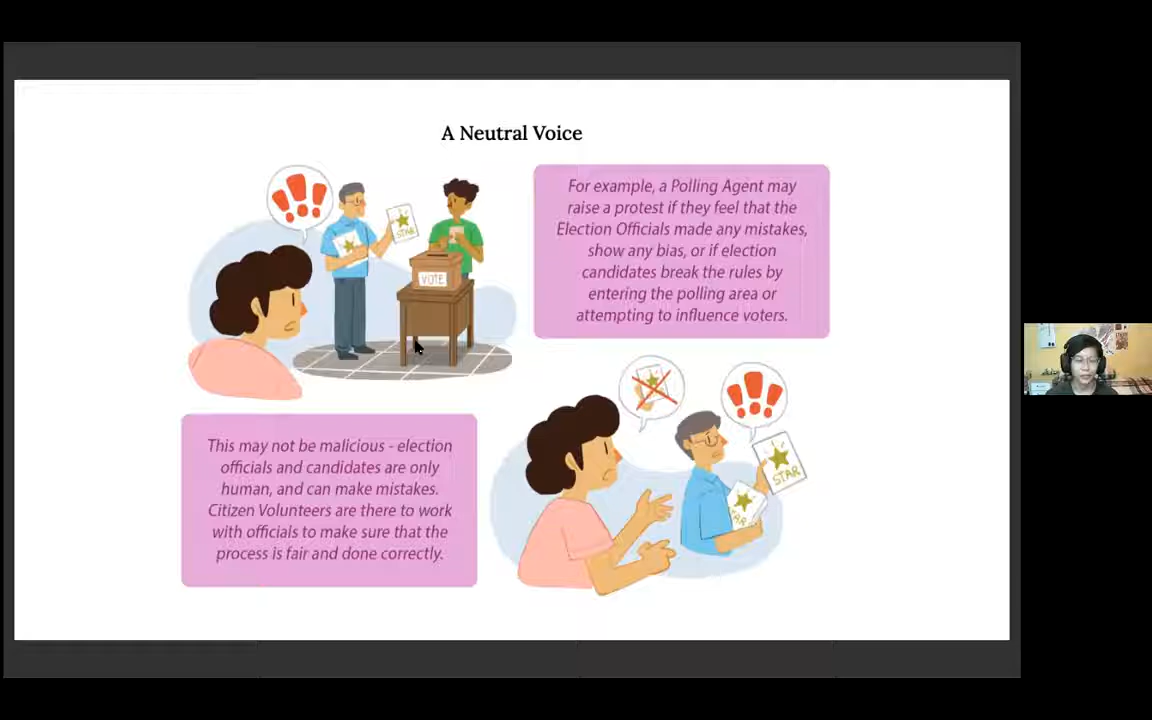 A Neutral Voice
For example, a Polling Agent may
raise a protest if they feel that the
Election Officials made any mistakes,
show any bias, or if election
candidates break the rules by
entering the polling area or
attempting to influence voters.
STAR
VOTE
This may not be malicious - election
officials and candidates are only
human, and can make mistakes.
Citizen Volunteers are there to work
with officials to make sure that the
process is fair and done correctly.
STAR